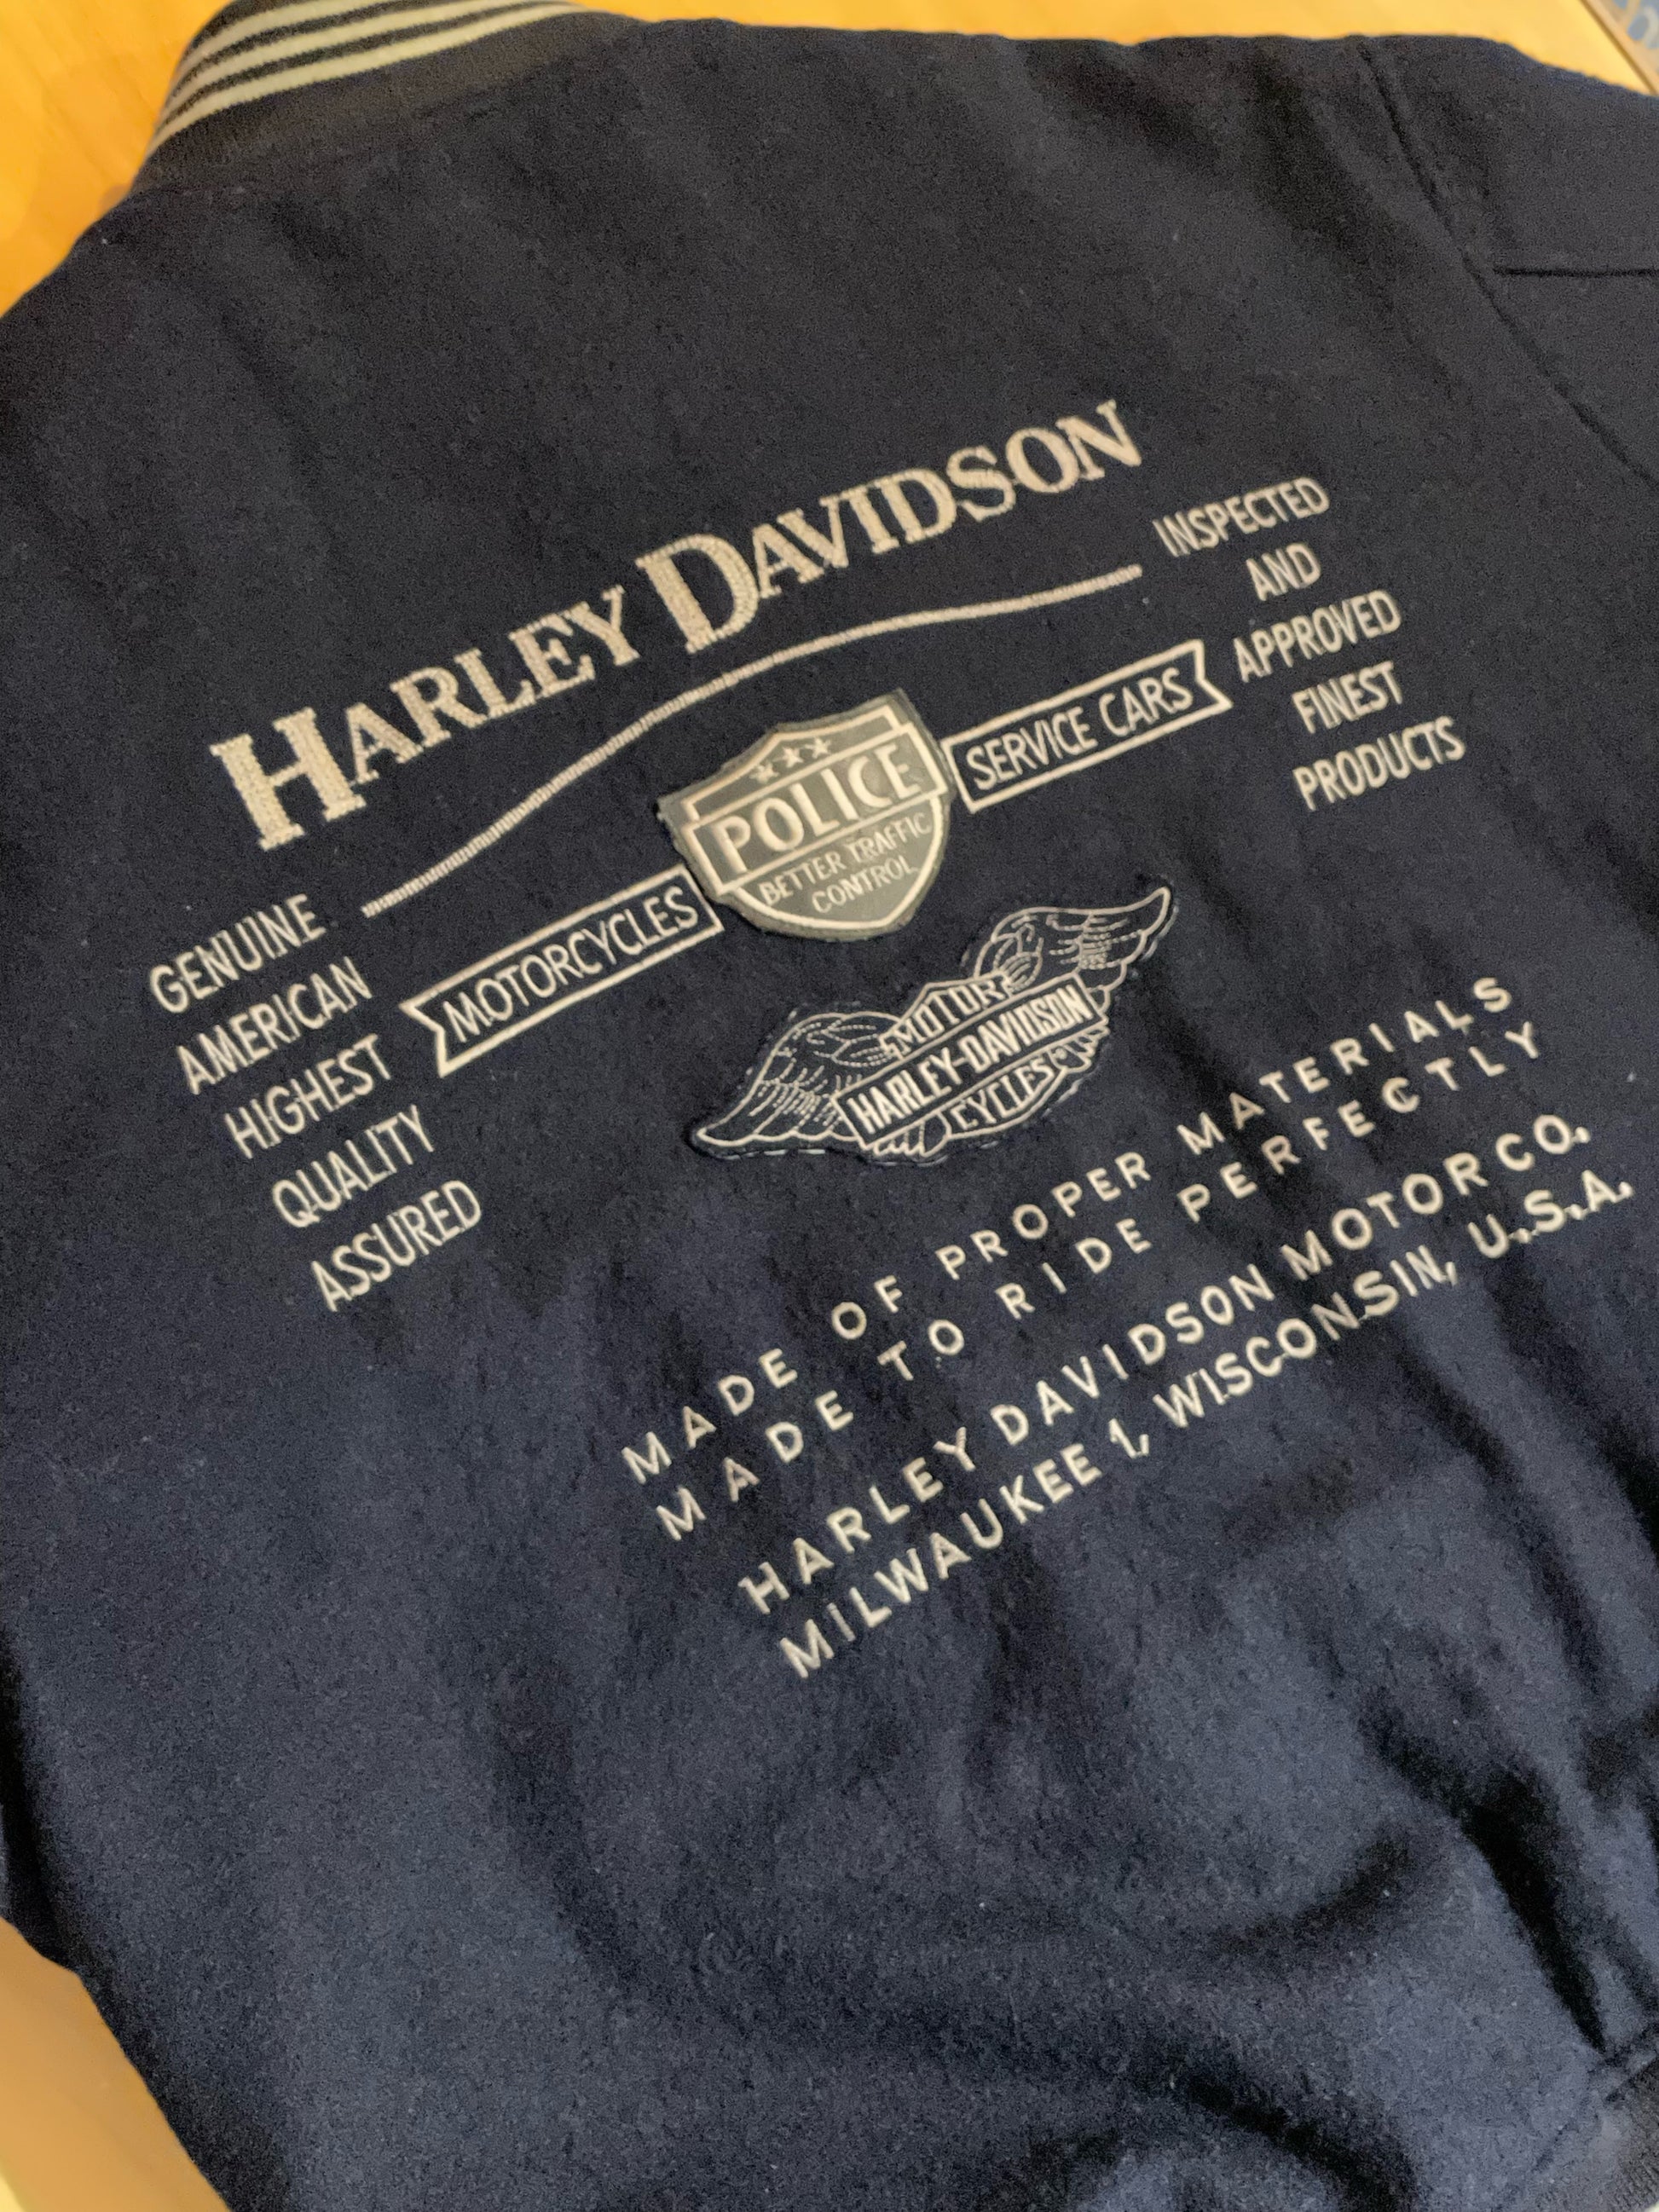 HARLEY DAVIDSON
INSPECTED
AND
APPROVED
FINEST
PRODUCTS
SERVICE CARS
POLICE
BETTER TRAFFIC
CONTROL
MOTORCYCLES
GENUINE
AMERICAN
HIGHEST
QUALITY
ASSURED
MOTOR
HARLEY-DAVIDSON
CYCLES
MADE OF PROPER MATERIALS
MADE TO RIDE PERFECTLY
HARLEY DAVIDSON MOTOR CO.
MILWAUKEE 1, WISCONSIN, U.S.A.